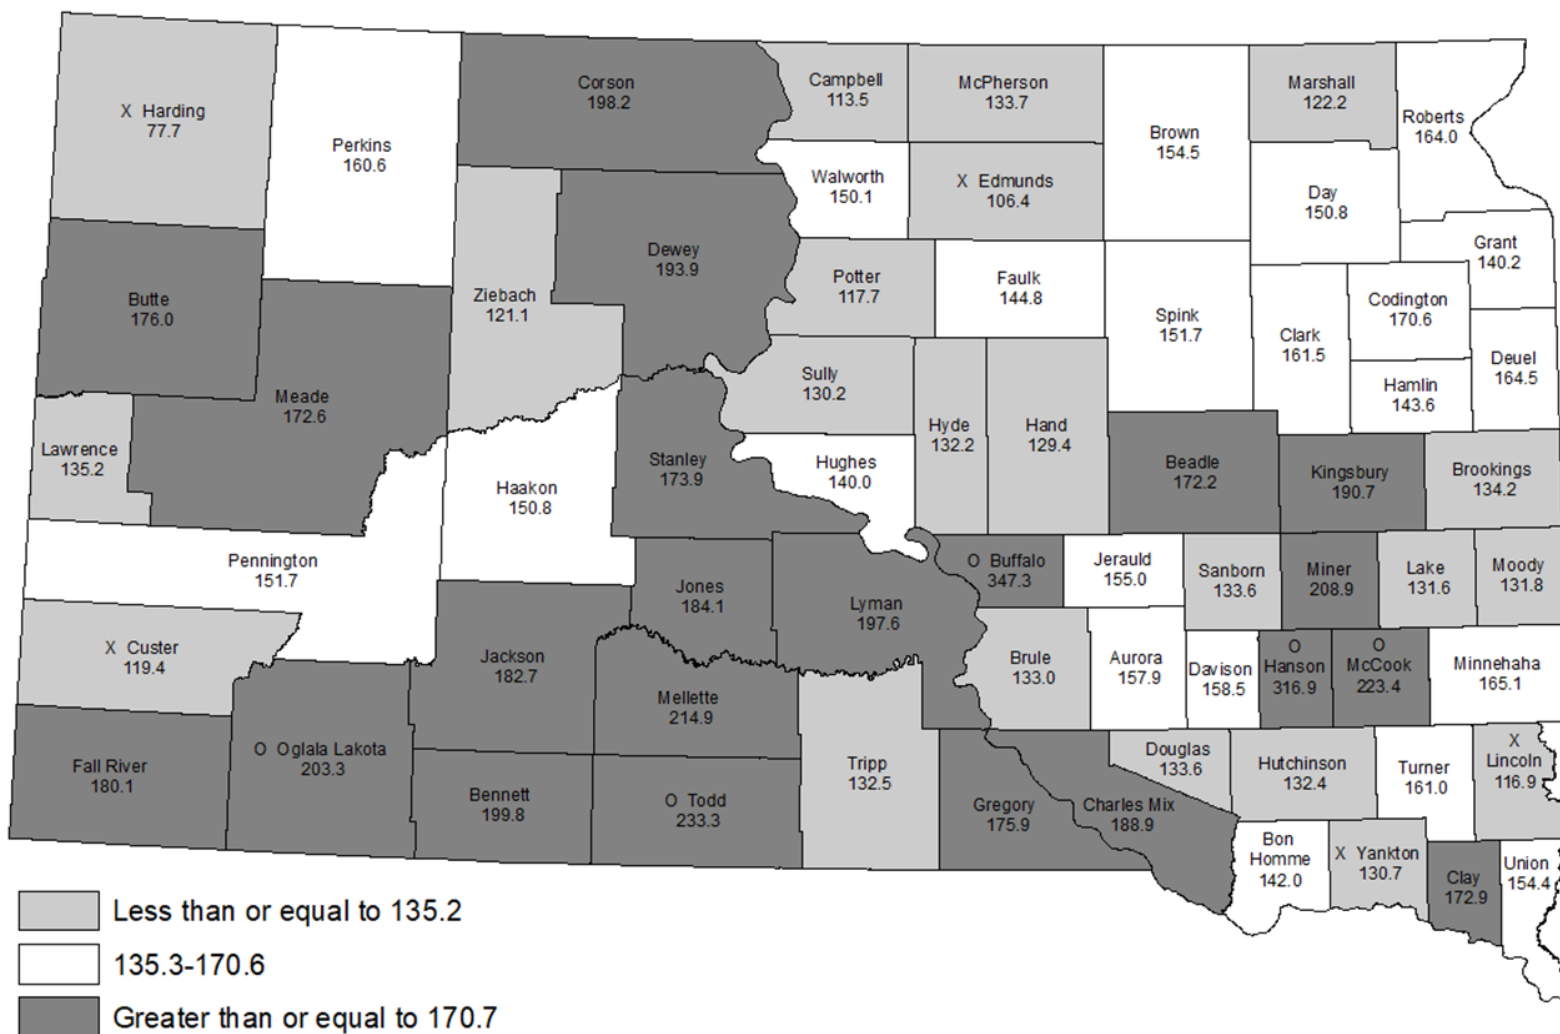 X Harding
77.7
Perkins
160.6
Corson
198.2
Campbell
113.5
McPherson
133.7
Brown
154.5
Marshall
122.2
Roberts
164.0
Walworth
150.1
X Edmunds
106.4
Day
150.8
Grant
140.2
Butte
176.0
Meade
172.6
Ziebach
121.1
Dewey
193.9
Potter
117.7
Faulk
144.8
Spink
151.7
Clark
161.5
Codington
170.6
Deuel
164.5
Hamlin
143.6
Sully
130.2
Lawrence
135.2
Haakon
150.8
Stanley
173.9
Hughes
140.0
Hyde
132.2
Hand
129.4
Beadle
172.2
Kingsbury
190.7
Brookings
134.2
Pennington
151.7
Jones
184.1
Lyman
197.6
O Buffalo
347.3
Jerauld
155.0
Sanborn
133.6
Miner
208.9
Lake
131.6
Moody
131.8
X Custer
119.4
Jackson
182.7
Mellette
214.9
Brule
133.0
Aurora
157.9
Davison
158.5
O
Hanson
316.9
O
McCook
223.4
Minnehaha
165.1
Fall River
180.1
O Oglala Lakota
203.3
Bennett
199.8
O Todd
233.3
Tripp
132.5
Gregory
175.9
Charles Mix
188.9
Douglas
133.6
Hutchinson
132.4
Turner
161.0
X
Lincoln
116.9
Bon
Homme
142.0
X Yankton
130.7
Clay
172.9
Union
154.4
Less than or equal to 135.2
135.3-170.6
Greater than or equal to 170.7